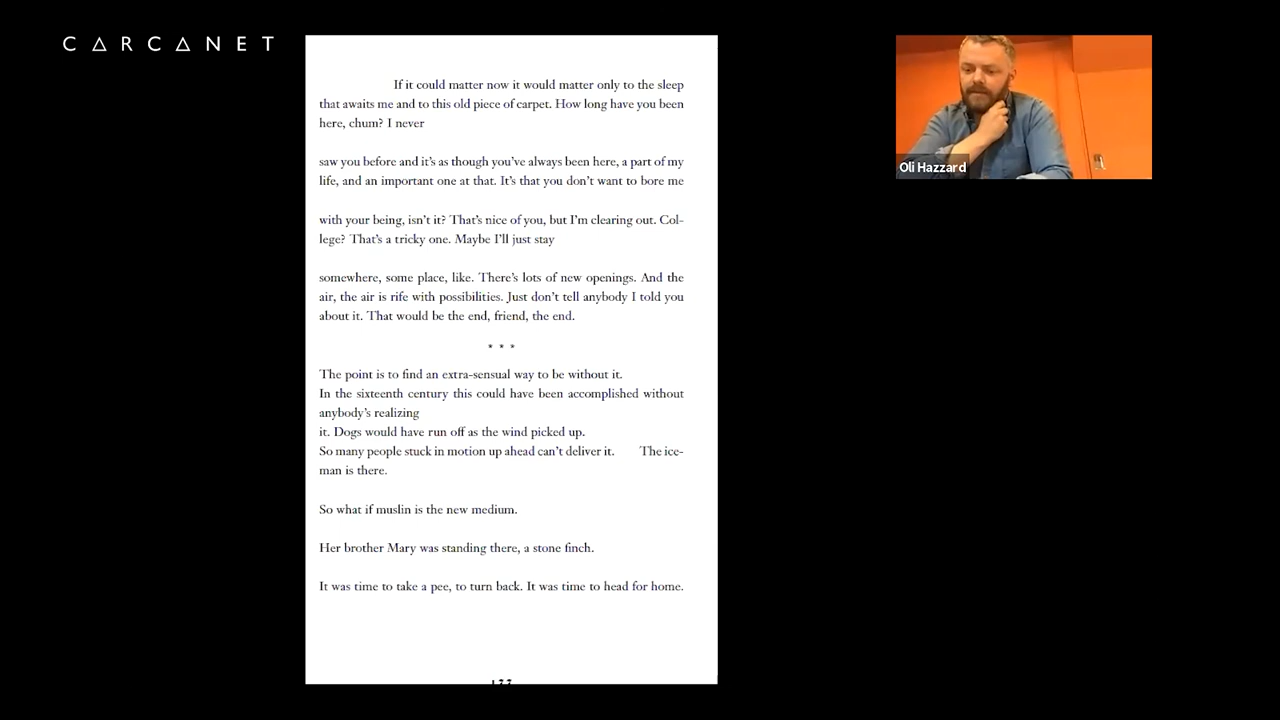 CARCANET
If it could matter now it would matter only to the sleep
that awaits me and to this old piece of carpet. How long have you been
here, chum? I never
saw you before and it's as though you've always been here, a part of my
life, and an important one at that. It's that you don't want to bore me
with your being, isn't it? That's nice of you, but I'm clearing out. Col-
lege? That's a tricky one. Maybe I'll just stay
somewhere, some place, like. There's lots of new openings. And the
air, the air is rife with possibilities. Just don't tell anybody I told you
about it. That would be the end, friend, the end.
* * *
The point is to find an extra-sensual way to be without it.
In the sixteenth century this could have been accomplished without
anybody's realizing
it. Dogs would have run off as the wind picked up.
So many people stuck in motion up ahead can't deliver it. The ice-
man is there.
So what if muslin is the new medium.
Her brother Mary was standing there, a stone finch.
It was time to take a pee, to turn back. It was time to head for home.
Oli Hazzard